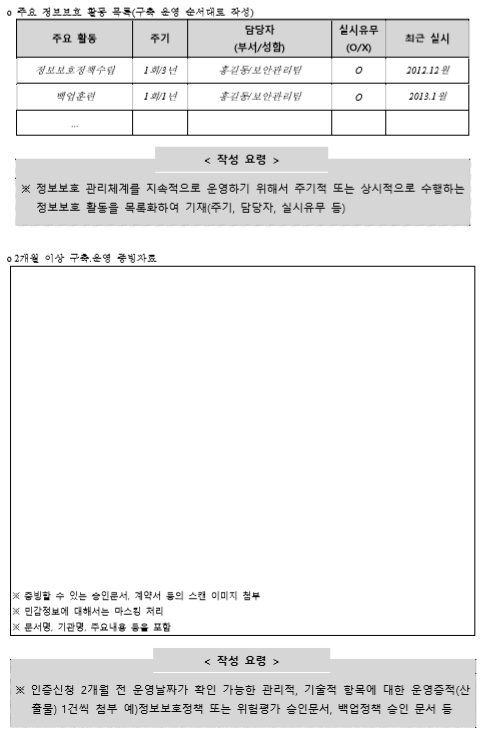 o 주요 정보보호 활동 목록(구축 운영 순서대로 작성)
주요 활동 주기 담당자 (부서/성함) 실시유무 (O/X) 최근 실시
정보보호정책수립 1회/3년 홍길동/보안관리팀 O 2012.12월
백업훈련 1회/1년 홍길동/보안관리팀 O 2013.1월
...
< 작성 요령 >
※ 정보보호 관리체계를 지속적으로 운영하기 위해서 주기적 또는 상시적으로 수행하는
정보보호 활동을 목록화하여 기재(주기, 담당자, 실시유무 등)
o 2개월 이상 구축.운영 증빙자료
※ 증빙할 수 있는 승인문서, 계약서 등의 스캔 이미지 첨부
※ 민감정보에 대해서는 마스킹 처리
※ 문서명, 기관명, 주요내용 등을 포함
< 작성 요령 >
※ 인증신청 2개월 전 운영날짜가 확인 가능한 관리적, 기술적 항목에 대한 운영증적(산
출물) 1건씩 첨부 예)정보보호정책 또는 위험평가 승인문서, 백업정책 승인 문서 등